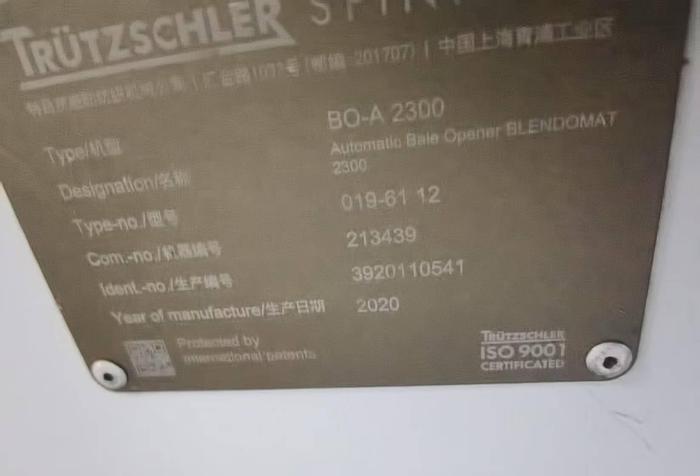 TRÜTZSCHLER
201707) | 中国上海青浦工业区
Type/机型 BO-A 2300
Designation/名称 Automatic Bale Opener BLENDOMAT
2300
Type-no./型号 019-61 12
Com.-no./机器编号 213439
Ident.-no./生产编号 3920110541
Year of manufacture/生产日期 2020
Protected by
international patents
TRÜTZSCHLER
ISO 9001
CERTIFICATED